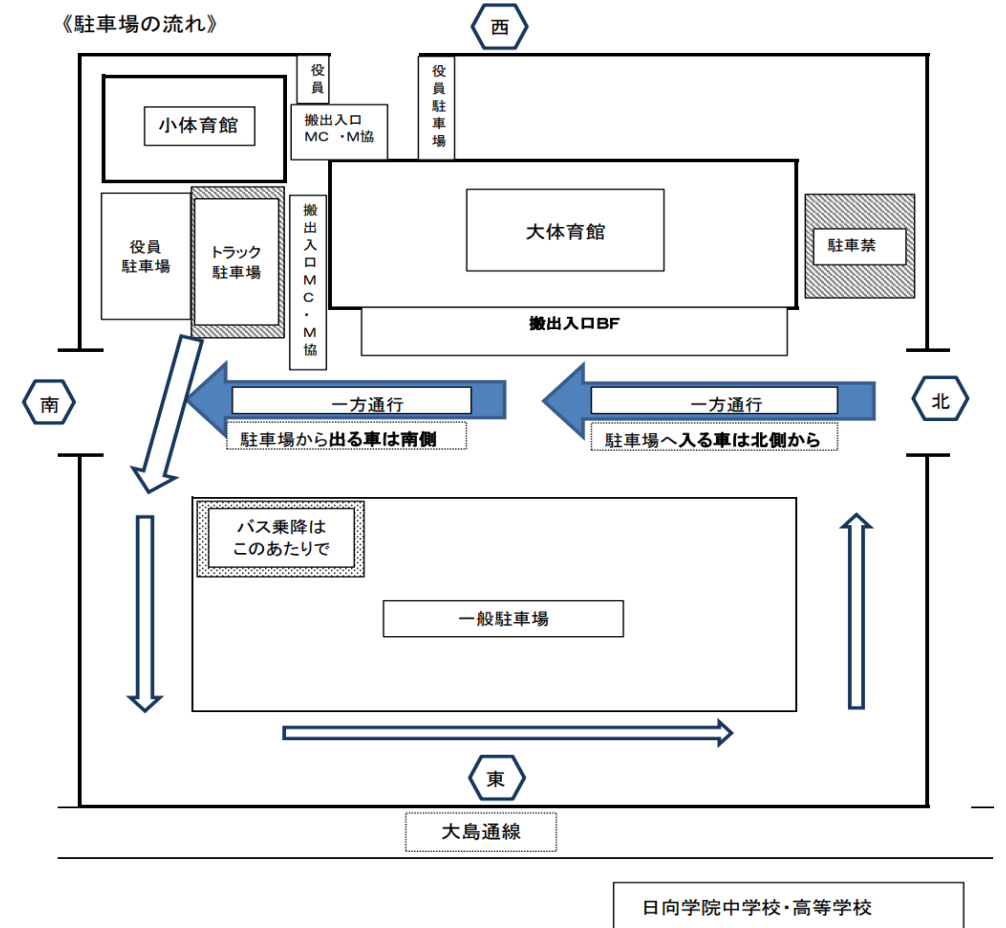 《駐車場の流れ》
西
役
員
役
員
駐
車
場
小体育館
搬出入口
MC ・M協
役員
駐車場
トラック
駐車場
搬
出
入
口
M
C
・
M
協
大体育館
駐車禁
搬出入口BF
南
一方通行
一方通行
北
駐車場から出る車は南側
駐車場へ入る車は北側から
バス乗降は
このあたりで
一般駐車場
東
大島通線
日向学院中学校・高等学校